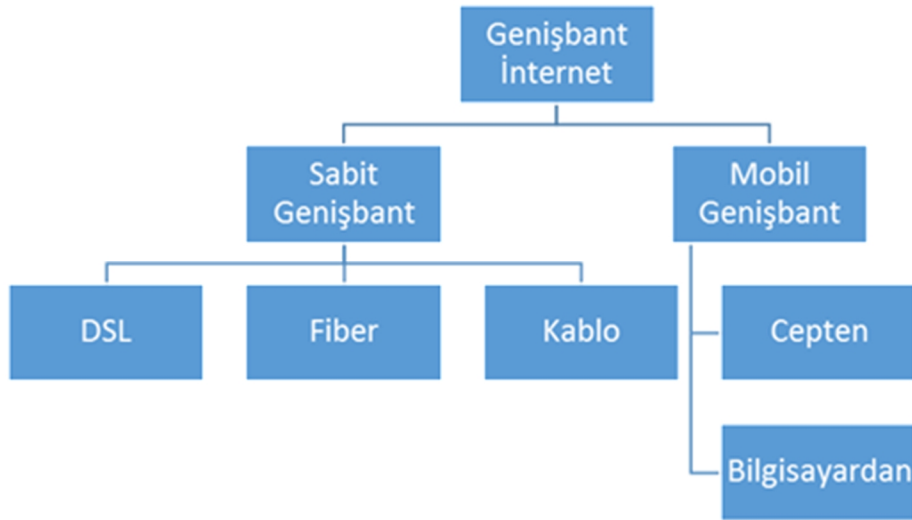 Genişbant
İnternet
Sabit
Genişbant
Mobil
Genişbant
DSL
Fiber
Kablo
Cepten
Bilgisayardan